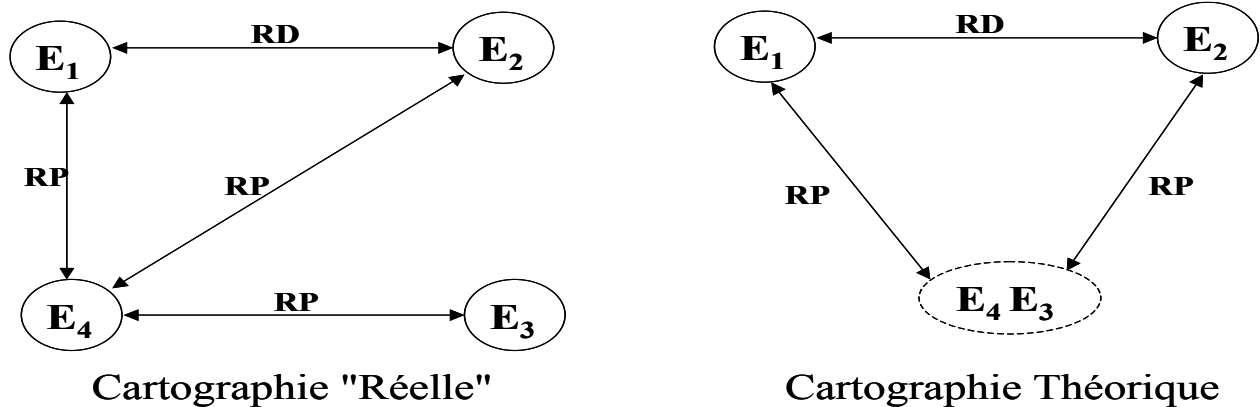 E₁ RD E₂
RP
RP
E₄ RP E₃
Cartographie "Réelle"
E₁ RD E₂
RP
RP
E₄ E₃
Cartographie Théorique